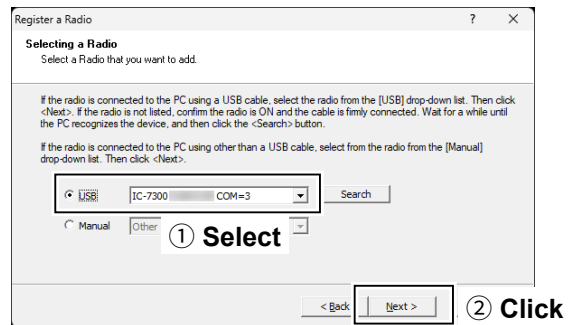 Register a Radio ? ×
Selecting a Radio
Select a Radio that you want to add.
If the radio is connected to the PC using a USB cable, select the radio from the [USB] drop-down list. Then click
<Next>. If the radio is not listed, confirm the radio is ON and the cable is firmly connected. Wait for a while until
the PC recognizes the device, and then click the <Search> button.
If the radio is connected to the PC using other than a USB cable, select from the radio from the [Manual]
drop-down list. Then click <Next>.
USB IC-7300 COM=3 Search
Manual Other
① Select
< Back Next > ② Click